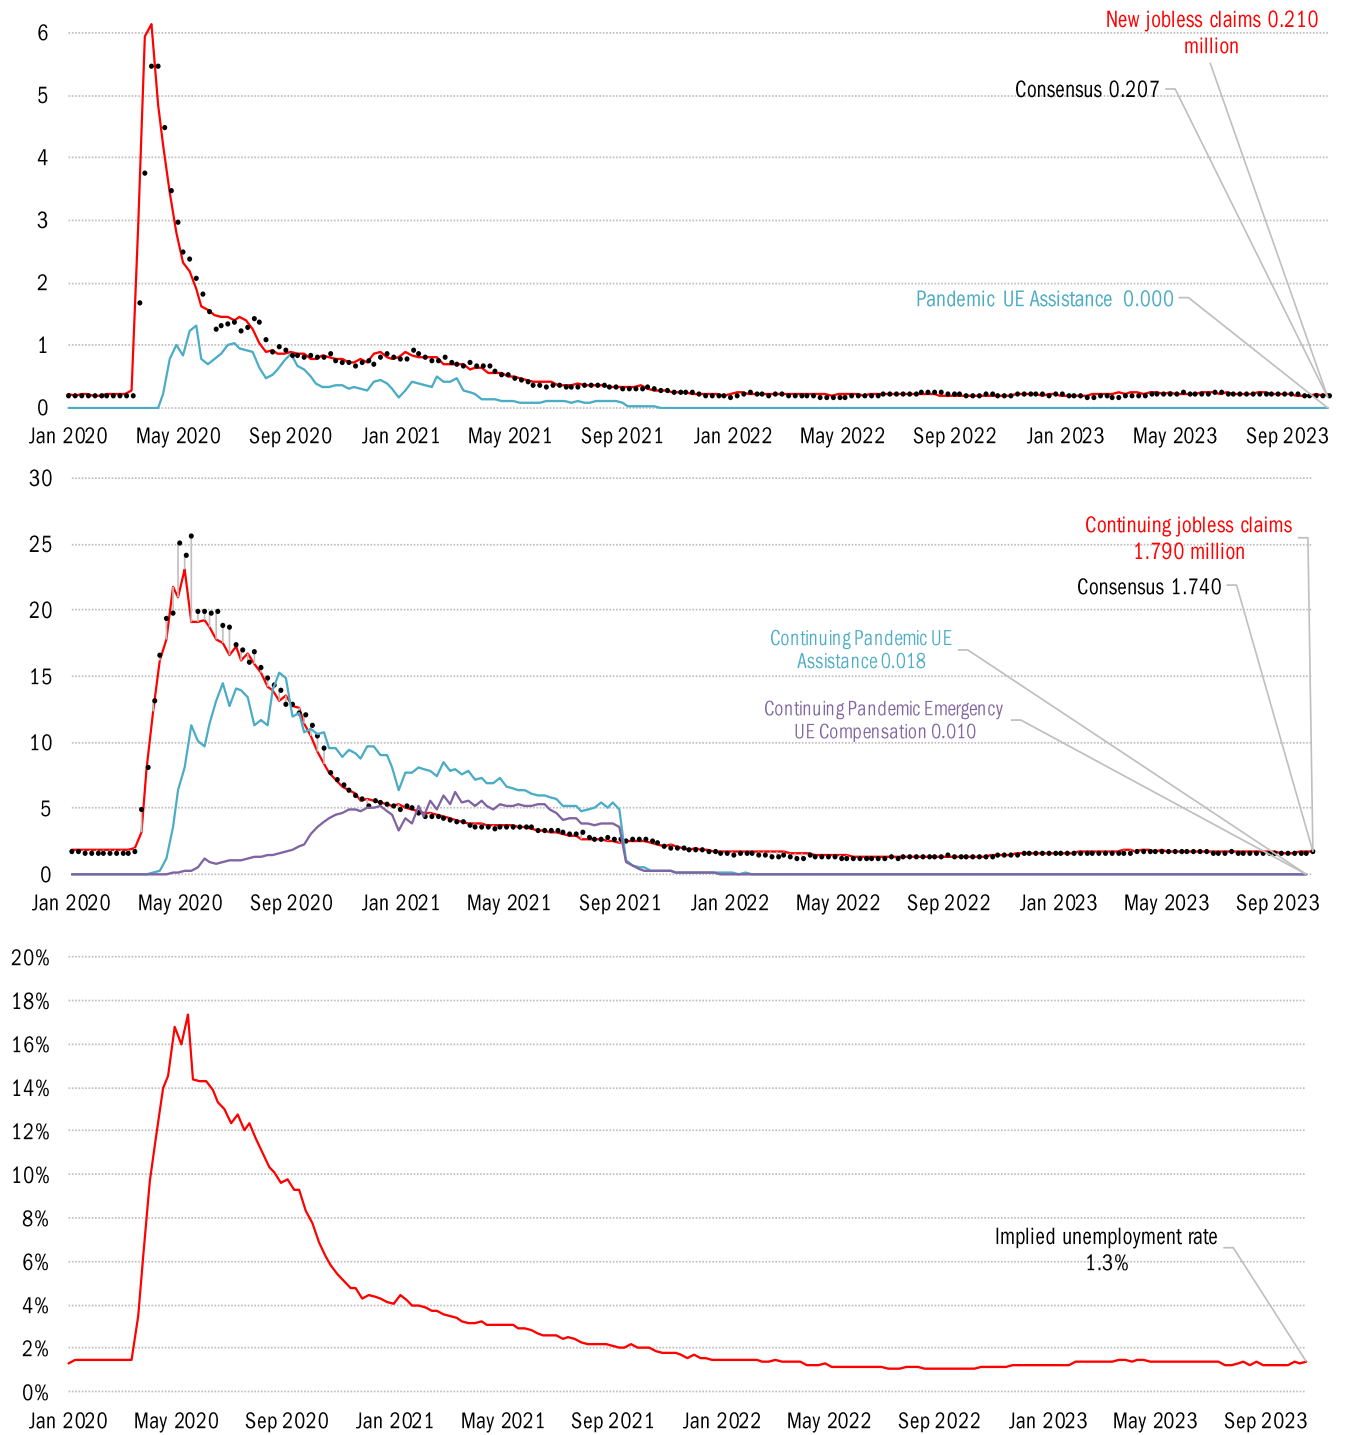 New jobless claims 0.210
million
Consensus 0.207
Pandemic UE Assistance 0.000
6
5
4
3
2
1
0
Jan 2020 May 2020 Sep 2020 Jan 2021 May 2021 Sep 2021 Jan 2022 May 2022 Sep 2022 Jan 2023 May 2023 Sep 2023
30
25
20
15
10
5
0
Continuing jobless claims
1.790 million
Consensus 1.740
Continuing Pandemic UE
Assistance 0.018
Continuing Pandemic Emergency
UE Compensation 0.010
Jan 2020 May 2020 Sep 2020 Jan 2021 May 2021 Sep 2021 Jan 2022 May 2022 Sep 2022 Jan 2023 May 2023 Sep 2023
20%
18%
16%
14%
12%
10%
8%
6%
4%
2%
0%
Implied unemployment rate
1.3%
Jan 2020 May 2020 Sep 2020 Jan 2021 May 2021 Sep 2021 Jan 2022 May 2022 Sep 2022 Jan 2023 May 2023 Sep 2023